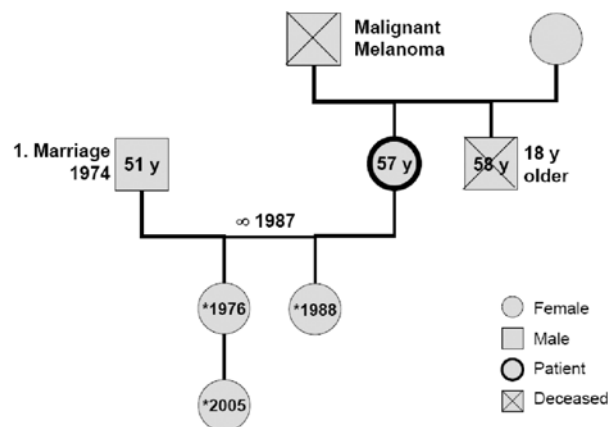 Malignant
Melanoma
1. Marriage
1974
51 y
57 y
58 y
18 y
older
∞ 1987
*1976
*1988
*2005
Female
Male
Patient
Deceased